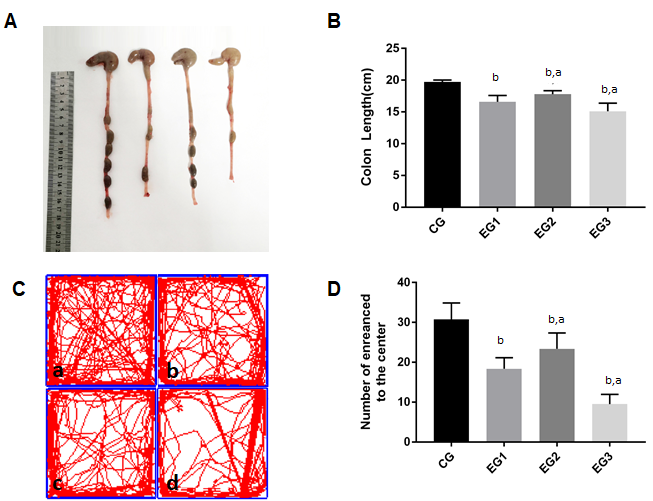 A
B
Colon Length(cm)
25
20
15
10
5
0
b
b,a
b,a
CG
EG1
EG2
EG3
C
a
b
c
d
D
Number of enreanced
to the center
40
30
20
10
0
b
b,a
b,a
CG
EG1
EG2
EG3